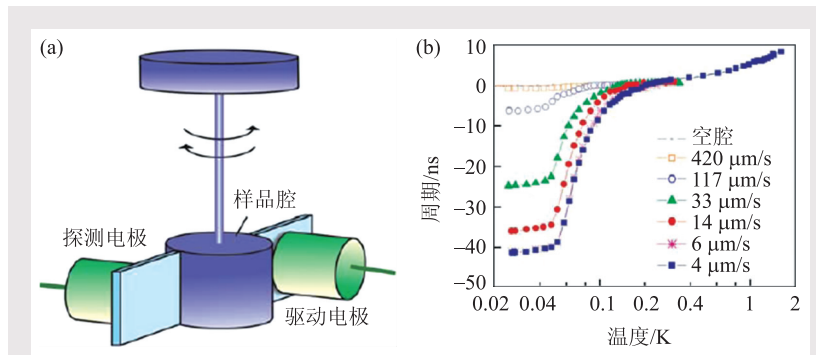 (a)
样品腔
探测电极
驱动电极
(b)
10
0
−10
−20
−30
−40
−50
周期/ns
空腔
420 μm/s
117 μm/s
33 μm/s
14 μm/s
6 μm/s
4 μm/s
0.02 0.04 0.1 0.2 0.4 1 2
温度/K